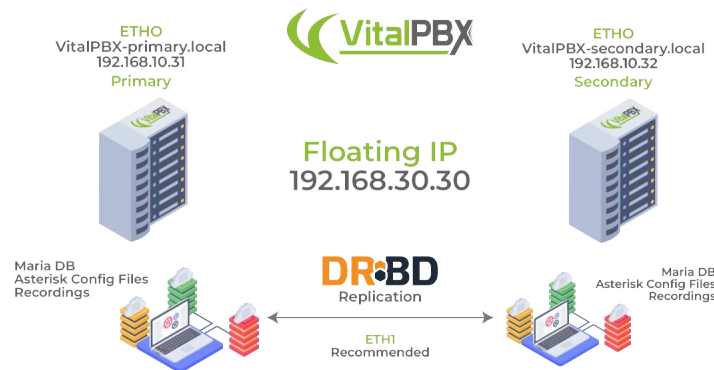 ETHO
VitalPBX-primary.local
192.168.10.31
Primary
VitalPBX
ETHO
VitalPBX-secondary.local
192.168.10.32
Secondary
VitalPBX
VitalPBX
Floating IP
192.168.30.30
Maria DB
Asterisk Config Files
Recordings
DRBD
Replication
ETH1
Recommended
Maria DB
Asterisk Config Files
Recordings